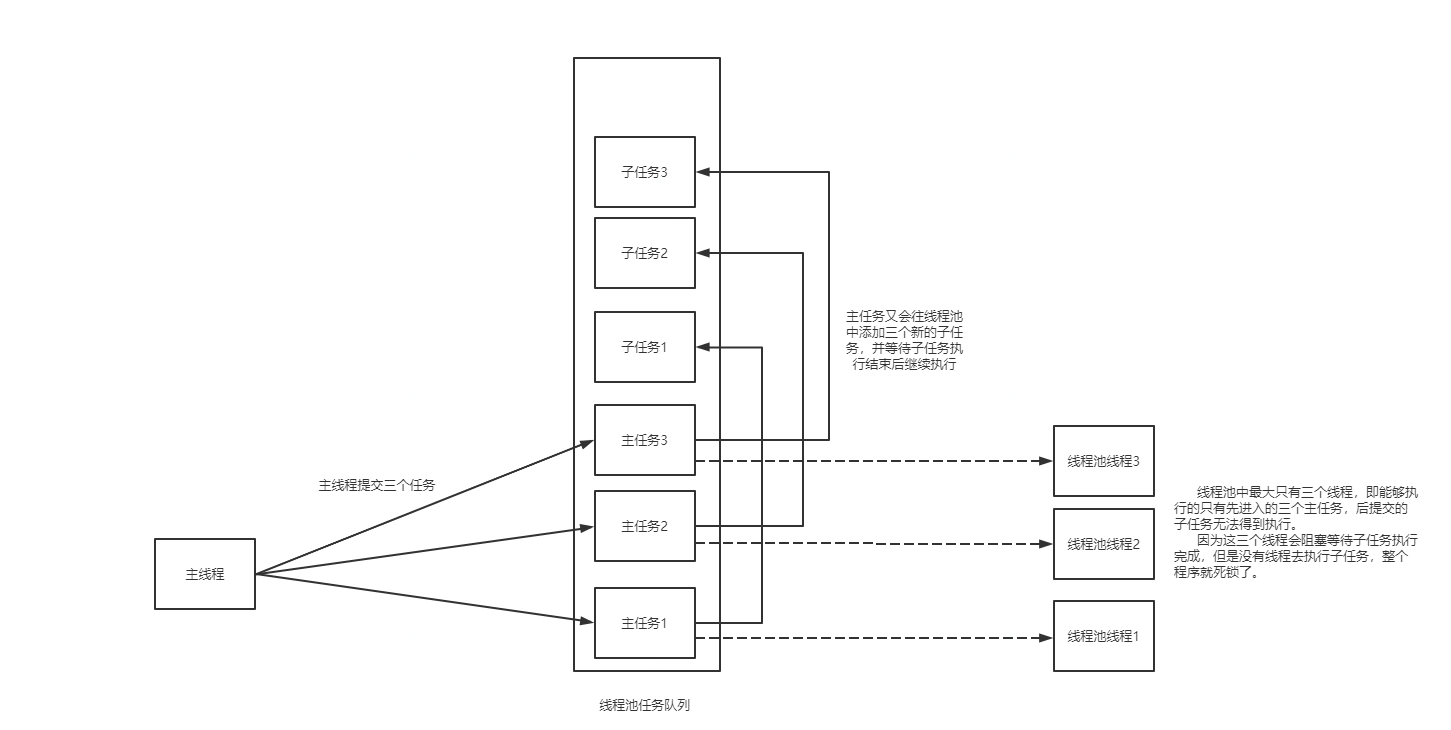 子任务3
子任务2
主任务又会往线程池
中添加三个新的子任
务，并等待子任务执
行结束后继续执行
子任务1
主任务3
线程池线程3
主线程提交三个任务
线程池中最大只有三个线程，即能够执
行的只有先进入的三个主任务，后提交的
子任务无法得到执行。
因为这三个线程会阻塞等待子任务执行
完成，但是没有线程去执行子任务，整个
程序就死锁了。
主任务2
线程池线程2
主线程
主任务1
线程池线程1
线程池任务队列